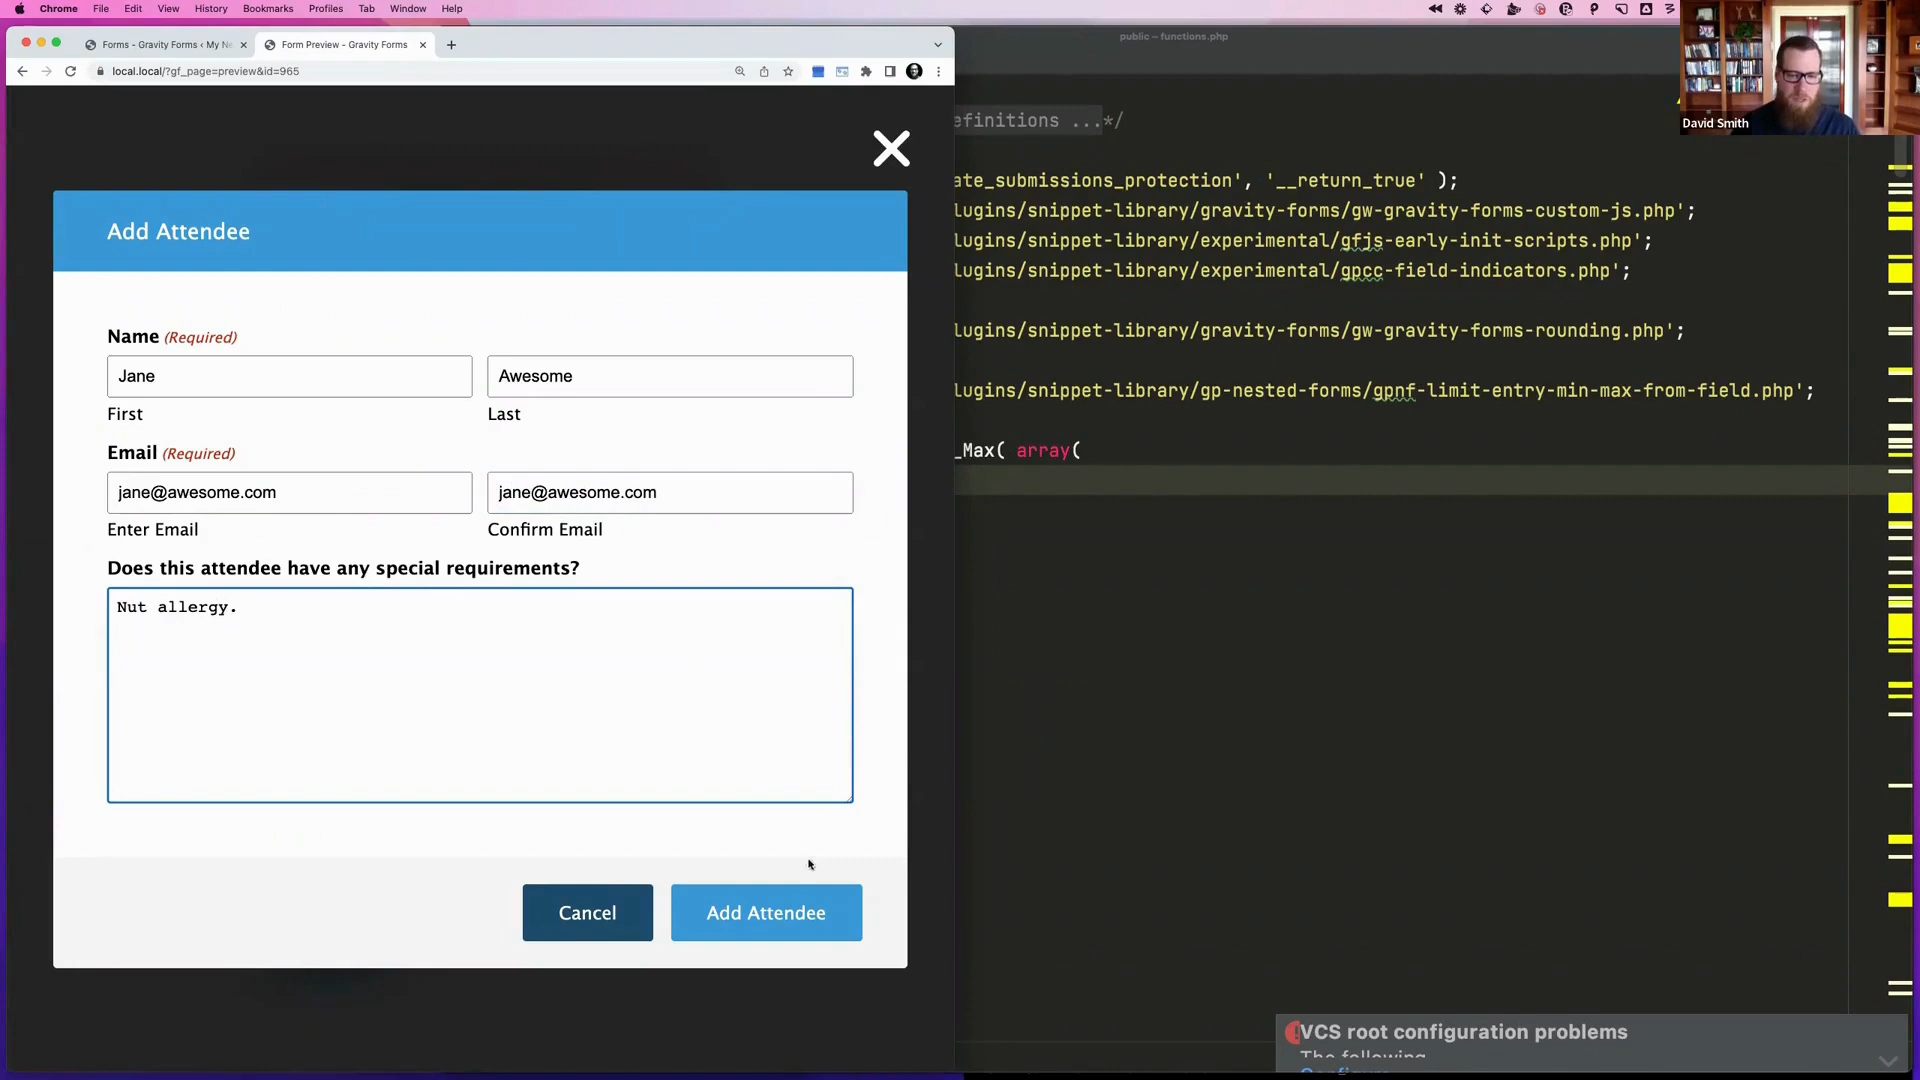 Chrome File Edit View History Bookmarks Profiles Tab Window Help
Forms - Gravity Forms ‹ My Ne
Form Preview - Gravity Forms
public – functions.php
local.local/?gf_page=preview&id=965
David Smith
efinitions ...*/
Add Attendee
ate_submissions_protection', '__return_true' );
lugins/snippet-library/gravity-forms/gw-gravity-forms-custom-js.php';
lugins/snippet-library/experimental/gfjs-early-init-scripts.php';
lugins/snippet-library/experimental/gpcc-field-indicators.php';
lugins/snippet-library/gravity-forms/gw-gravity-forms-rounding.php';
lugins/snippet-library/gp-nested-forms/gpnf-limit-entry-min-max-from-field.php';
_Max( array(
Name (Required)
Jane
Awesome
First
Last
Email (Required)
jane@awesome.com
jane@awesome.com
Enter Email
Confirm Email
Does this attendee have any special requirements?
Nut allergy.
Cancel
Add Attendee
VCS root configuration problems
The following